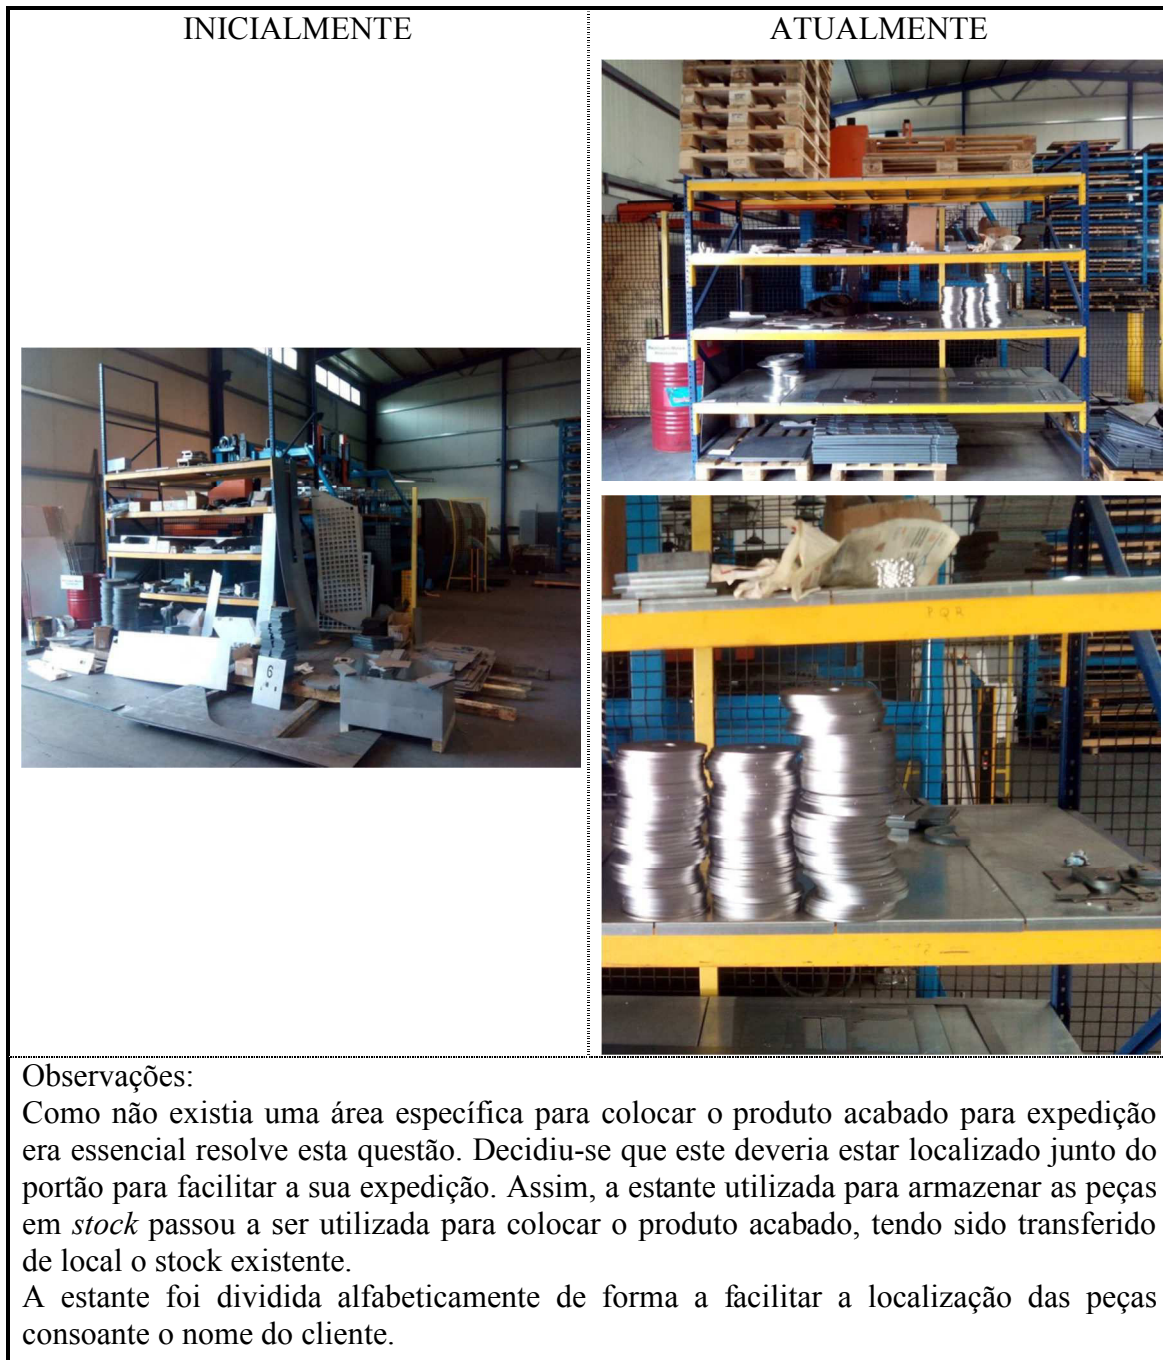 INICIALMENTE
ATUALMENTE
6
P Q R
Observações:
Como não existia uma área específica para colocar o produto acabado para expedição
era essencial resolve esta questão. Decidiu-se que este deveria estar localizado junto do
portão para facilitar a sua expedição. Assim, a estante utilizada para armazenar as peças
em stock passou a ser utilizada para colocar o produto acabado, tendo sido transferido
de local o stock existente.
A estante foi dividida alfabeticamente de forma a facilitar a localização das peças
consoante o nome do cliente.